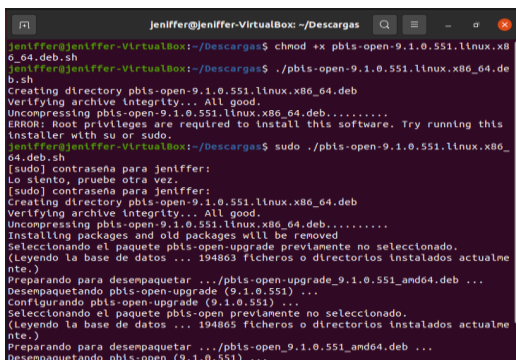 jeniffer@jeniffer-VirtualBox: ~/Descargas
jeniffer@jeniffer-VirtualBox:~/Descargas$ chmod +x pbis-open-9.1.0.551.linux.x8
6_64.deb.sh
jeniffer@jeniffer-VirtualBox:~/Descargas$ ./pbis-open-9.1.0.551.linux.x86_64.de
b.sh
Creating directory pbis-open-9.1.0.551.linux.x86_64.deb
Verifying archive integrity... All good.
Uncompressing pbis-open-9.1.0.551.linux.x86_64.deb..........
ERROR: Root privileges are required to install this software. Try running this
installer with su or sudo.
jeniffer@jeniffer-VirtualBox:~/Descargas$ sudo ./pbis-open-9.1.0.551.linux.x86_
64.deb.sh
[sudo] contraseña para jeniffer:
Lo siento, pruebe otra vez.
[sudo] contraseña para jeniffer:
Creating directory pbis-open-9.1.0.551.linux.x86_64.deb
Verifying archive integrity... All good.
Uncompressing pbis-open-9.1.0.551.linux.x86_64.deb..........
Installing packages and old packages will be removed
Seleccionando el paquete pbis-open-upgrade previamente no seleccionado.
(Leyendo la base de datos ... 194863 ficheros o directorios instalados actualme
nte.)
Preparando para desempaquetar .../pbis-open-upgrade_9.1.0.551_amd64.deb ...
Desempaquetando pbis-open-upgrade (9.1.0.551) ...
Configurando pbis-open-upgrade (9.1.0.551) ...
Seleccionando el paquete pbis-open previamente no seleccionado.
(Leyendo la base de datos ... 194865 ficheros o directorios instalados actualme
nte.)
Preparando para desempaquetar .../pbis-open_9.1.0.551_amd64.deb ...
Desempaquetando pbis-open (9.1.0.551) ...